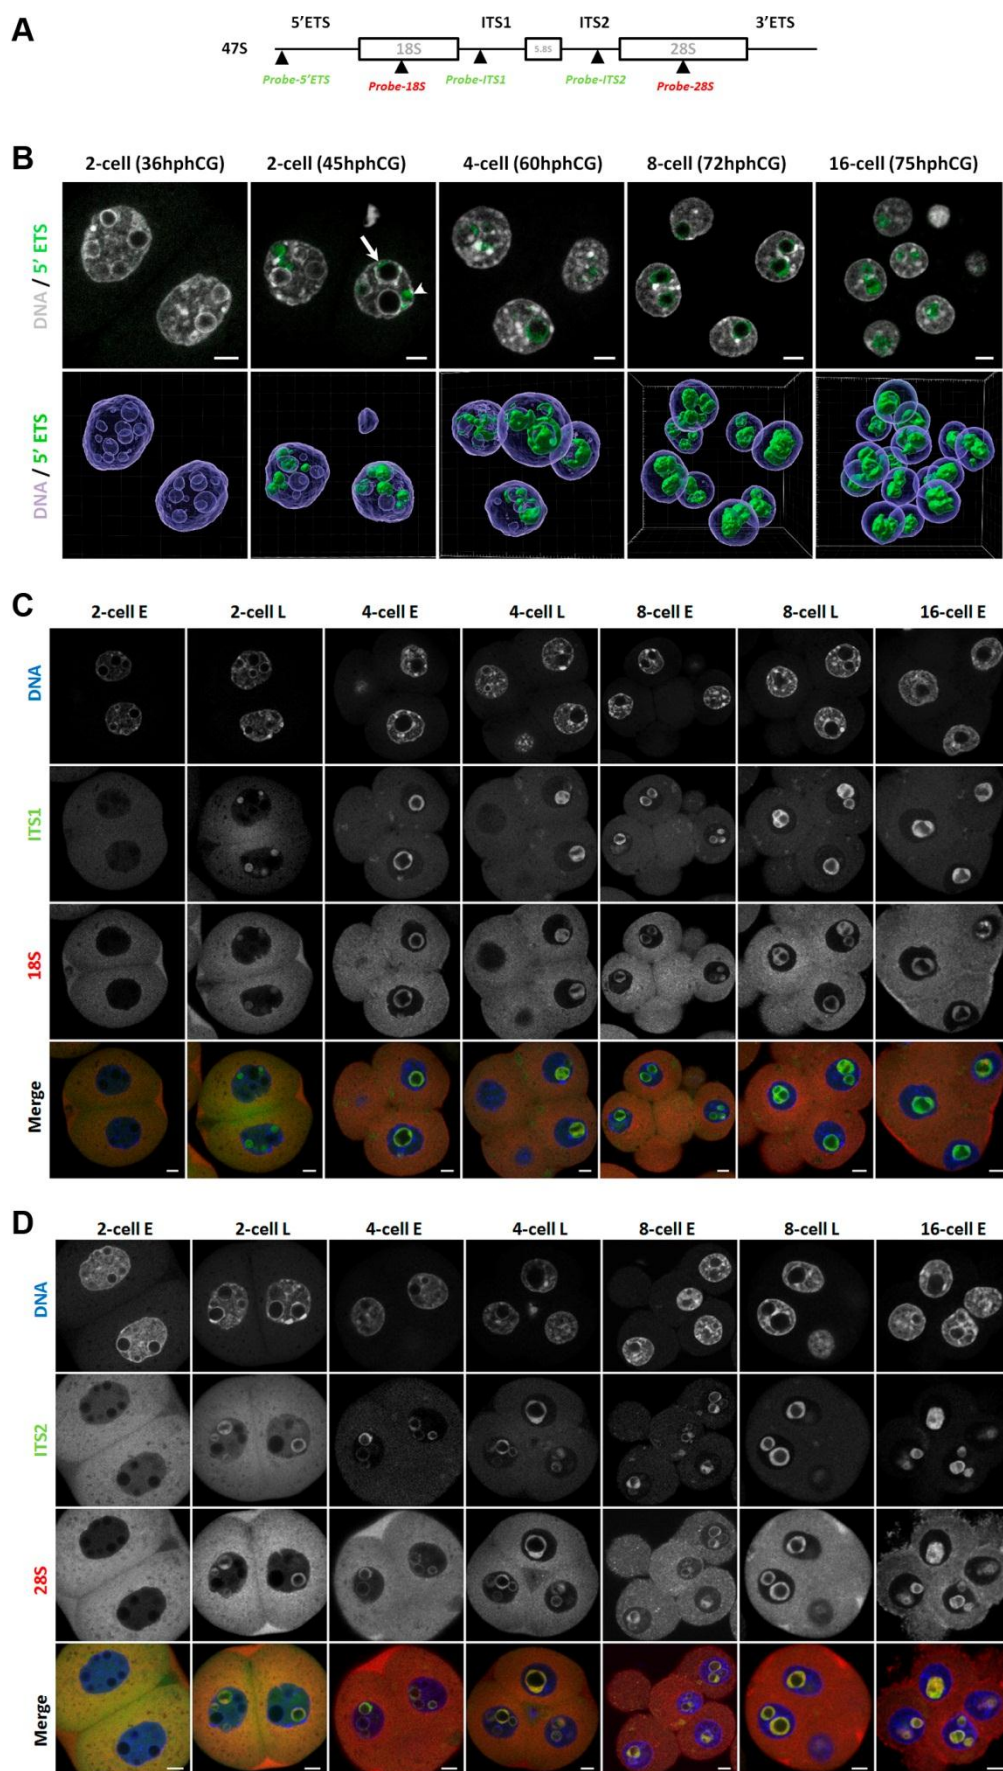 A
5'ETS ITS1 ITS2 3'ETS
47S 18S 5.8S 28S
Probe-5'ETS Probe-18S Probe-ITS1 Probe-ITS2 Probe-28S
B
2-cell (36hphCG) 2-cell (45hphCG) 4-cell (60hphCG) 8-cell (72hphCG) 16-cell (75hphCG)
DNA / 5' ETS
DNA / 5' ETS
C
2-cell E 2-cell L 4-cell E 4-cell L 8-cell E 8-cell L 16-cell E
DNA
ITS1
18S
Merge
D
2-cell E 2-cell L 4-cell E 4-cell L 8-cell E 8-cell L 16-cell E
DNA
ITS2
28S
Merge